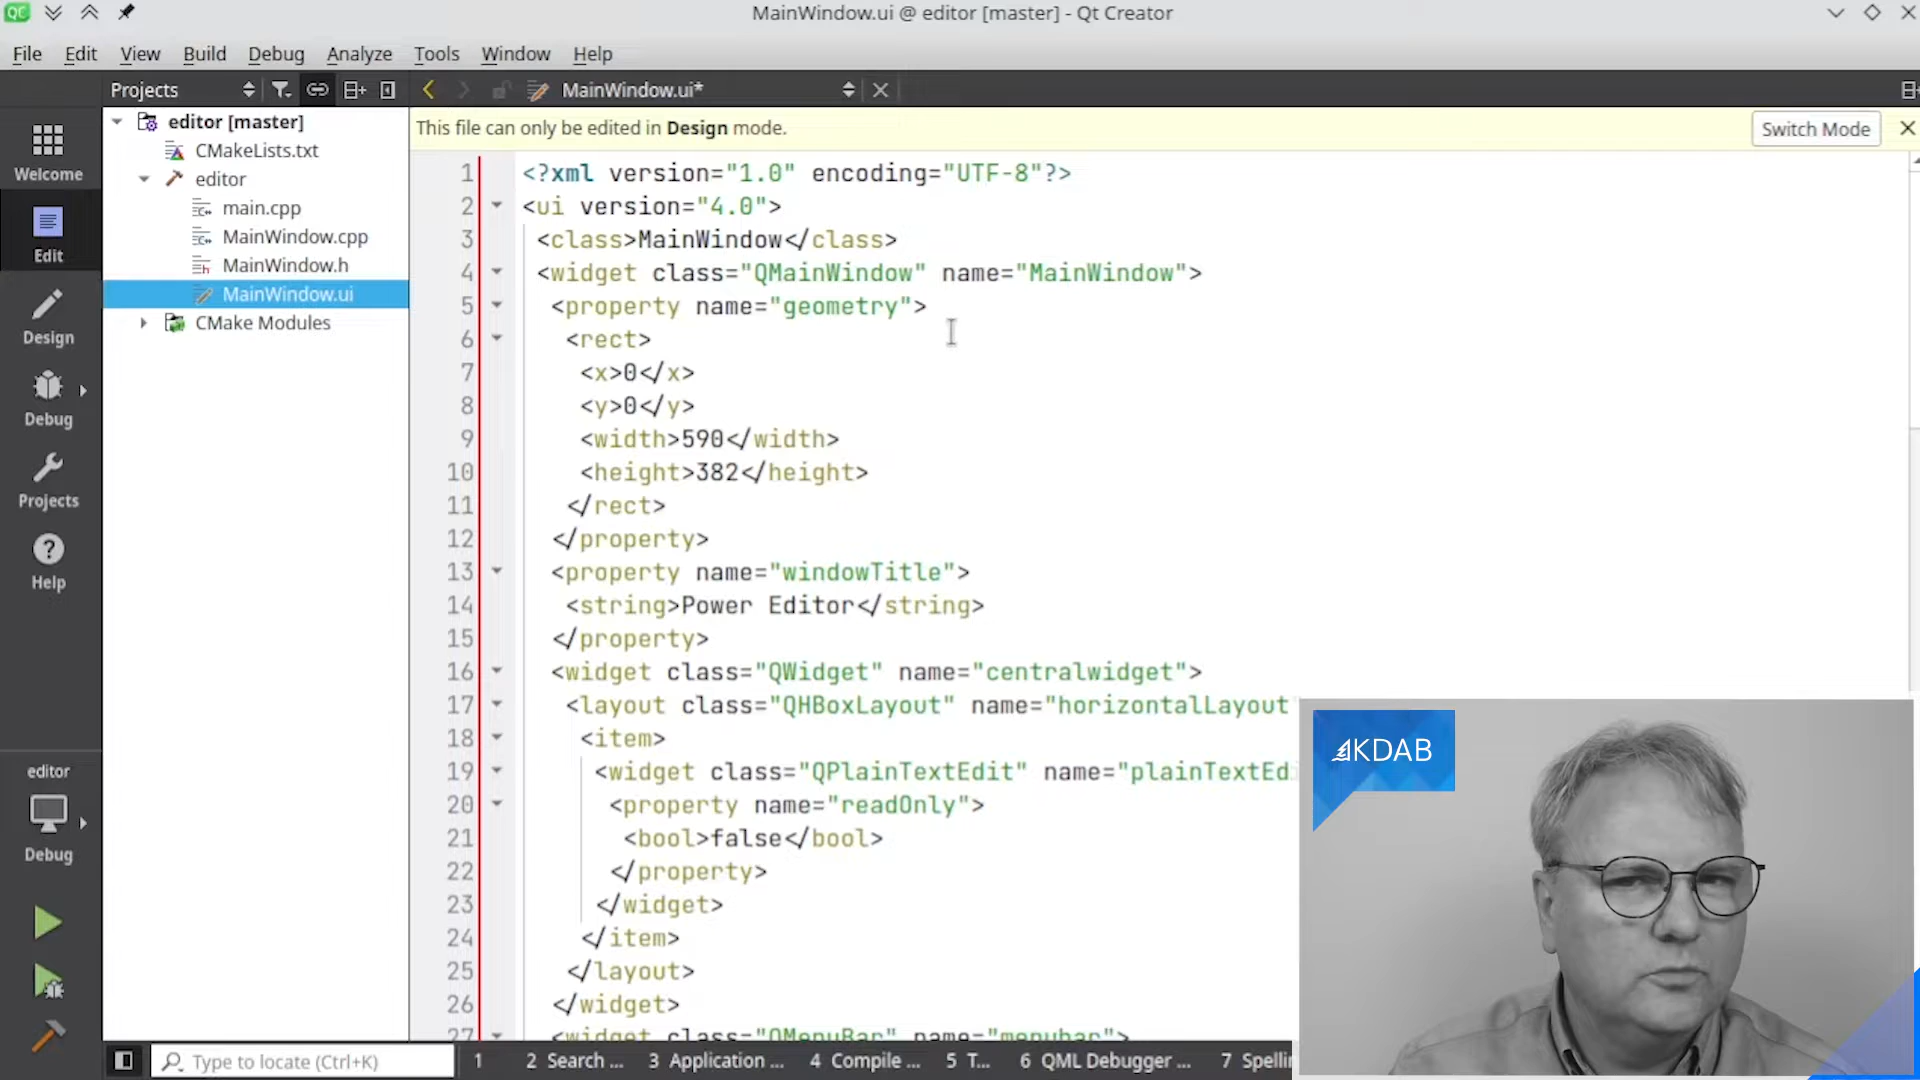 MainWindow.ui @ editor [master] - Qt Creator
File Edit View Build Debug Analyze Tools Window Help
Projects
MainWindow.ui*
This file can only be edited in Design mode.
Switch Mode
Welcome
Edit
Design
Debug
Projects
Help
editor
Debug
editor [master]
CMakeLists.txt
editor
main.cpp
MainWindow.cpp
MainWindow.h
MainWindow.ui
CMake Modules
1 <?xml version="1.0" encoding="UTF-8"?>
2 <ui version="4.0">
3 <class>MainWindow</class>
4 <widget class="QMainWindow" name="MainWindow">
5 <property name="geometry">
6 <rect>
7 <x>0</x>
8 <y>0</y>
9 <width>590</width>
10 <height>382</height>
11 </rect>
12 </property>
13 <property name="windowTitle">
14 <string>Power Editor</string>
15 </property>
16 <widget class="QWidget" name="centralwidget">
17 <layout class="QHBoxLayout" name="horizontalLayout
18 <item>
19 <widget class="QPlainTextEdit" name="plainTextEdi
20 <property name="readOnly">
21 <bool>false</bool>
22 </property>
23 </widget>
24 </item>
25 </layout>
26 </widget>
27 <widget class="QMenuBar" name="menubar">
KDAB
Type to locate (Ctrl+K)
1 2 Search ... 3 Application ... 4 Compile ... 5 T... 6 QML Debugger ... 7 Spellin